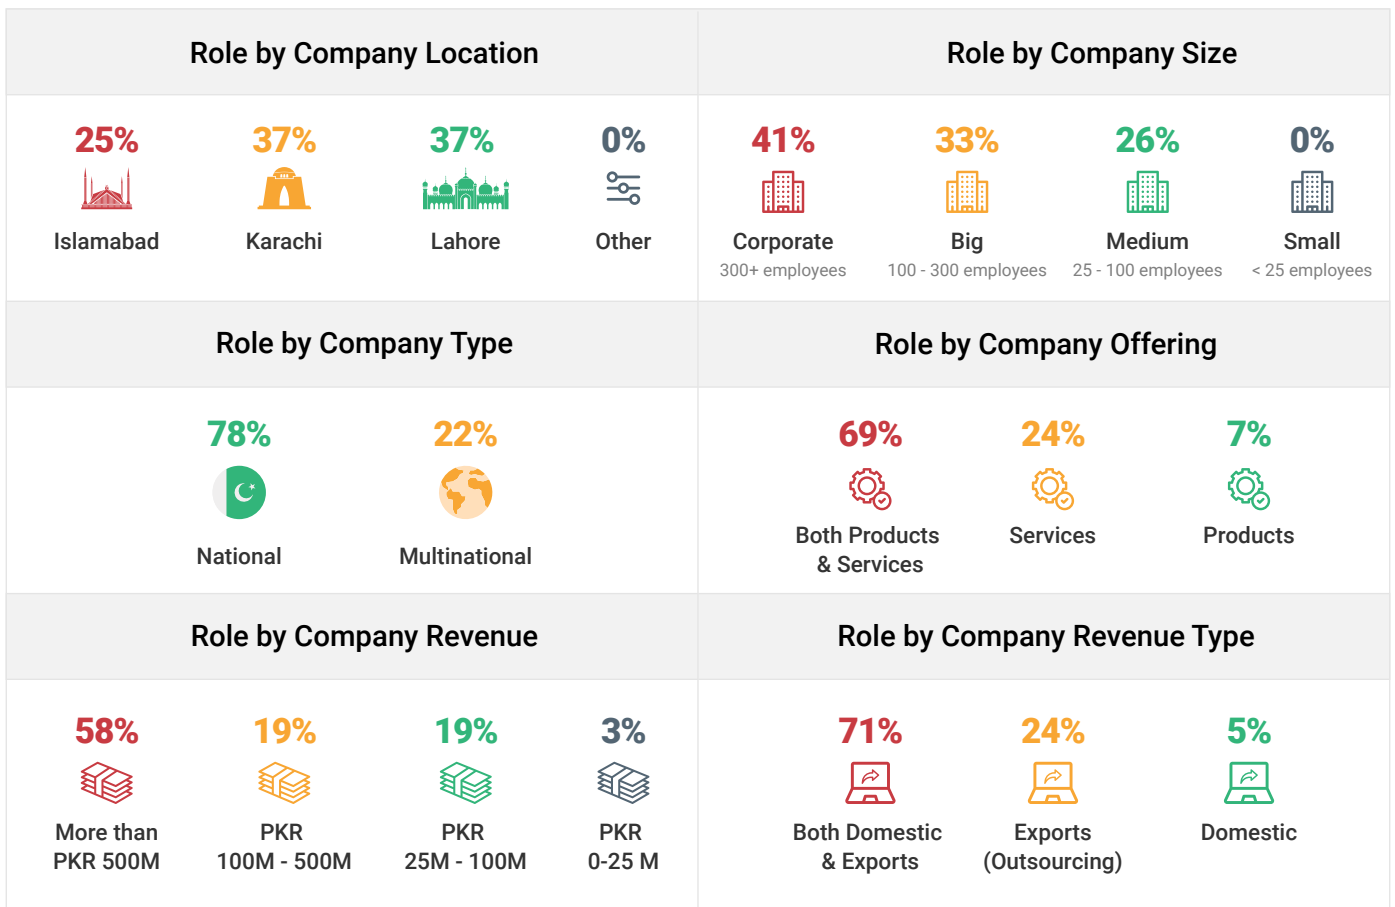 Role by Company Location
25%
37%
37%
0%
Islamabad
Karachi
Lahore
Other
Role by Company Size
41%
33%
26%
0%
Corporate
Big
Medium
Small
300+ employees
100 - 300 employees
25 - 100 employees
< 25 employees
Role by Company Type
78%
22%
National
Multinational
Role by Company Offering
69%
24%
7%
Both Products
& Services
Services
Products
Role by Company Revenue
58%
19%
19%
3%
More than
PKR 500M
PKR
100M - 500M
PKR
25M - 100M
PKR
0-25 M
Role by Company Revenue Type
71%
24%
5%
Both Domestic
& Exports
Exports
(Outsourcing)
Domestic